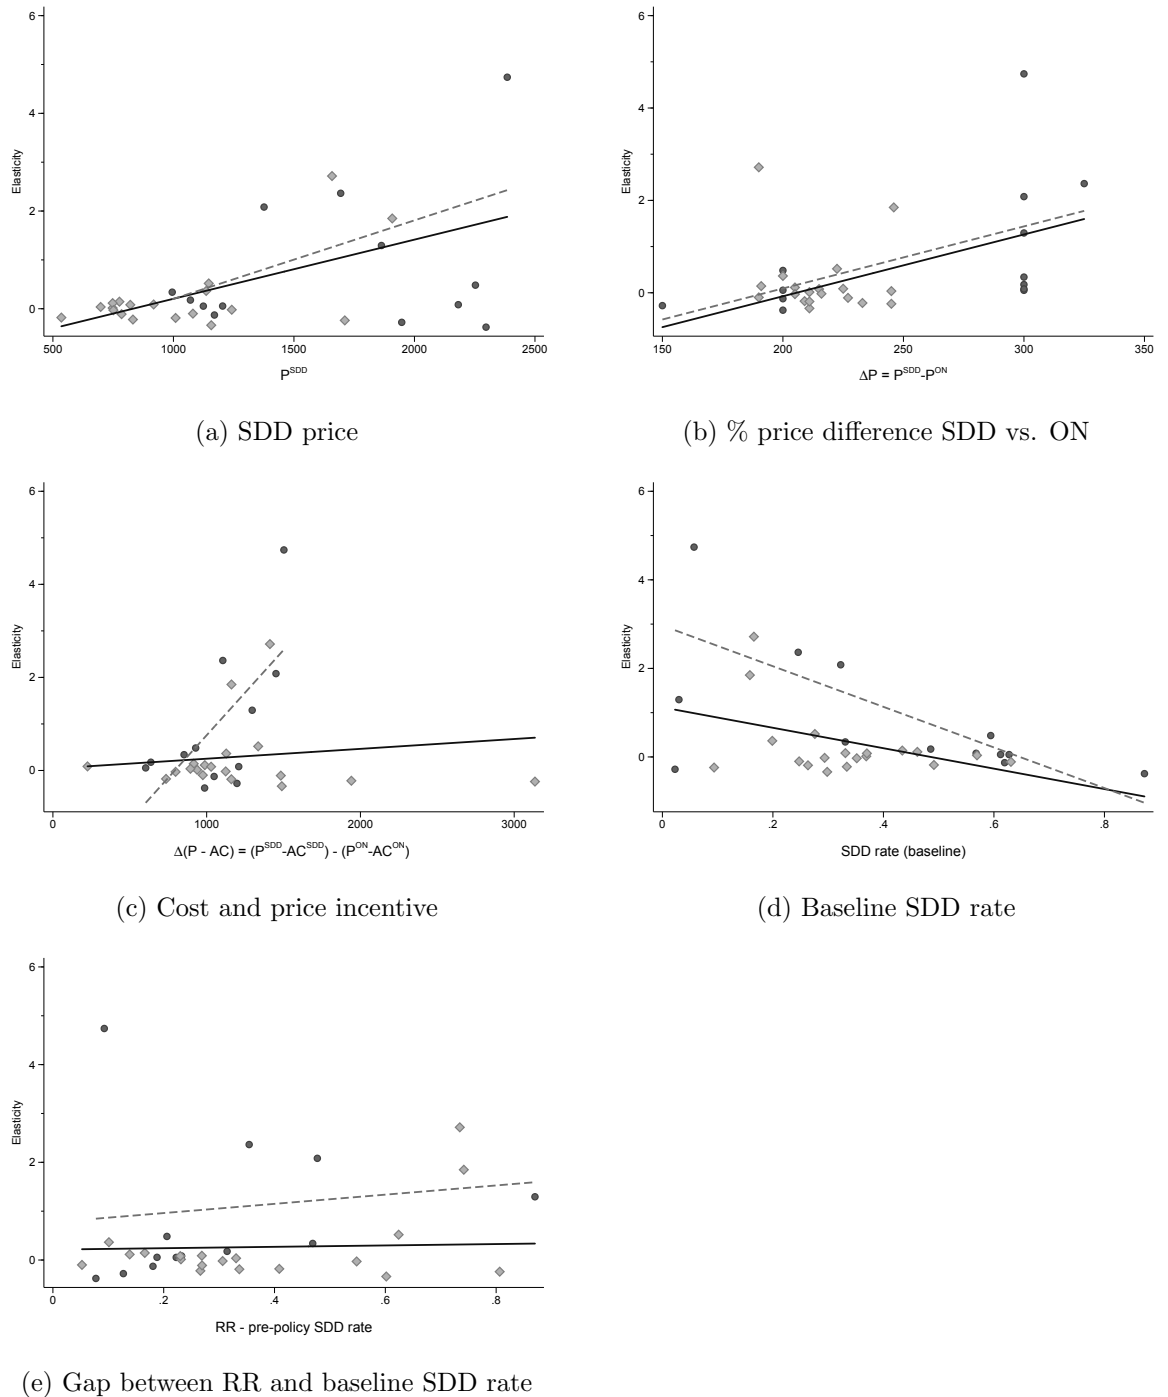 6
4
2
0
Elasticity
500 1000 1500 2000 2500
P^SDD
(a) SDD price
6
4
2
0
Elasticity
150 200 250 300 350
ΔP = P^SDD-P^ON
(b) % price difference SDD vs. ON
6
4
2
0
Elasticity
0 1000 2000 3000
Δ(P - AC) = (P^SDD-AC^SDD) - (P^ON-AC^ON)
(c) Cost and price incentive
6
4
2
0
Elasticity
0 .2 .4 .6 .8
SDD rate (baseline)
(d) Baseline SDD rate
6
4
2
0
Elasticity
0 .2 .4 .6 .8
RR - pre-policy SDD rate
(e) Gap between RR and baseline SDD rate